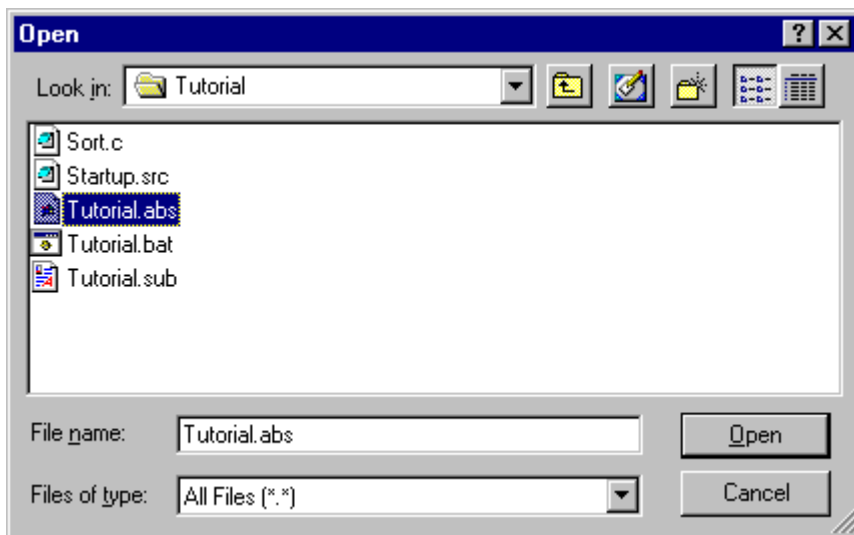 Open
Look in: Tutorial
Sort.c
Startup.src
Tutorial.abs
Tutorial.bat
Tutorial.sub
File name: Tutorial.abs Open
Files of type: All Files (*.*) Cancel